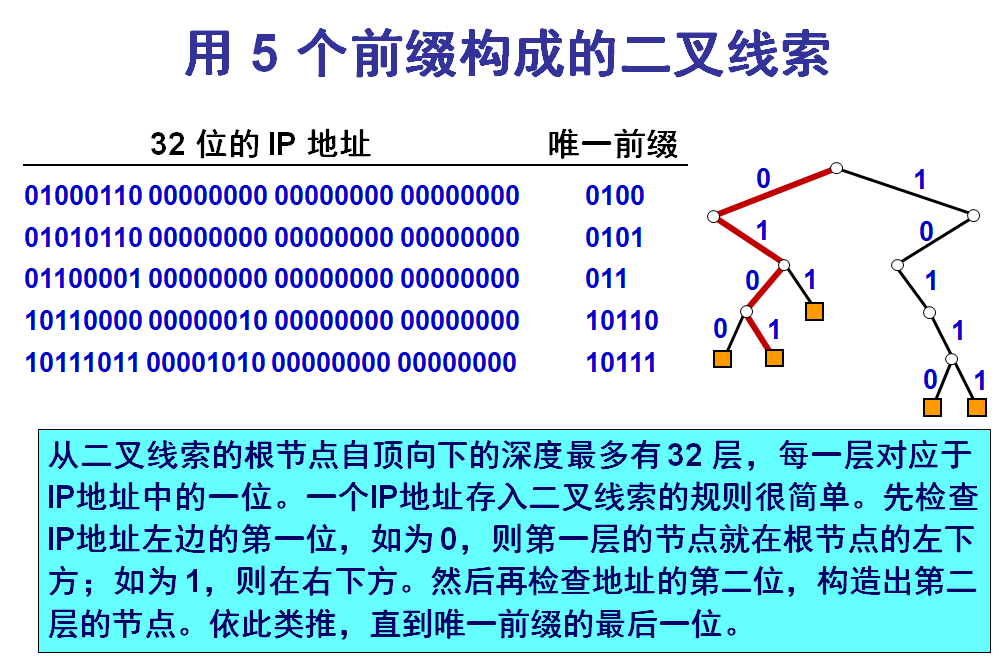 用 5 个前缀构成的二叉线索
32 位的 IP 地址 唯一前缀
01000110 00000000 00000000 00000000 0100
01010110 00000000 00000000 00000000 0101
01100001 00000000 00000000 00000000 011
10110000 00000010 00000000 00000000 10110
10111011 00001010 00000000 00000000 10111
0 1
1 0
0 1 1
0 1 1
0 1
从二叉线索的根节点自顶向下的深度最多有 32 层，每一层对应于
IP地址中的一位。一个IP地址存入二叉线索的规则很简单。先检查
IP地址左边的第一位，如为 0，则第一层的节点就在根节点的左下
方；如为 1，则在右下方。然后再检查地址的第二位，构造出第二
层的节点。依此类推，直到唯一前缀的最后一位。